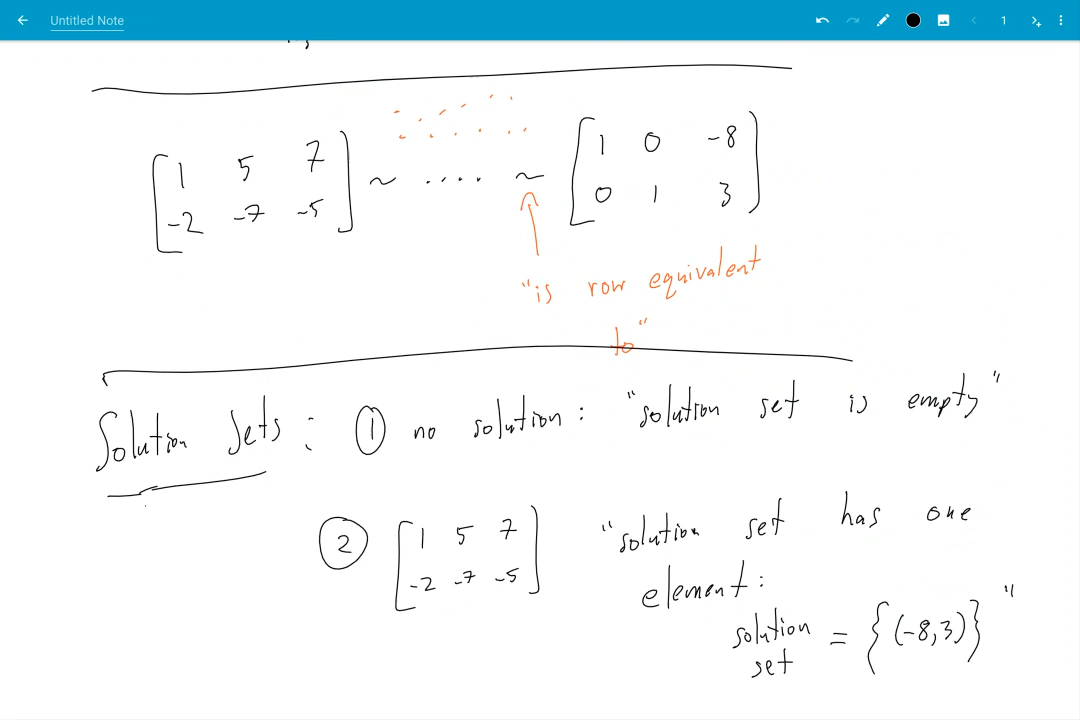 Untitled Note
1
[1 5 7
-2 -7 -5] ~ .... ~ [1 0 -8
0 1 3]
"is row equivalent
to"
Solution Sets : ① no solution : "solution set is empty"
② [1 5 7
-2 -7 -5] "solution set has one
element:
solution set = {(-8,3)}"